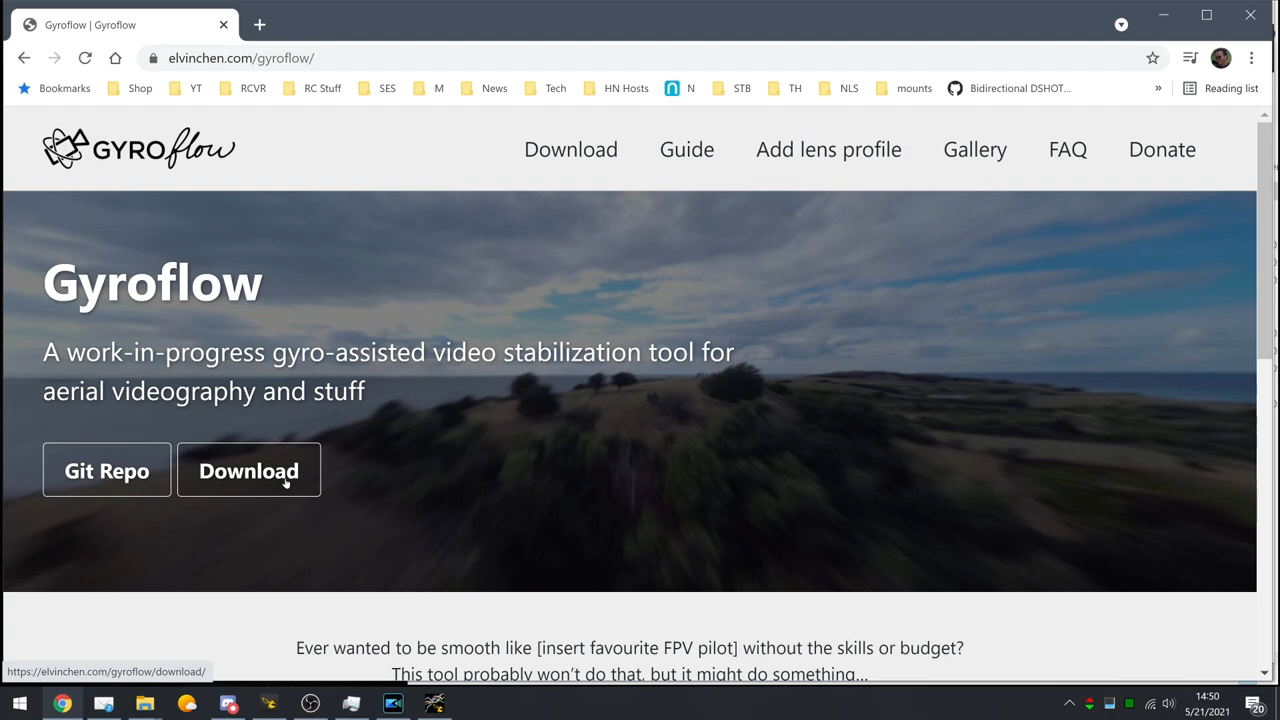 Gyroflow | Gyroflow
elvinchen.com/gyroflow/
Bookmarks Shop YT RCVR RC Stuff SES M News Tech HN Hosts N STB TH NLS mounts Bidirectional DSHOT... » Reading list
GYROflow
Download Guide Add lens profile Gallery FAQ Donate
Gyroflow
A work-in-progress gyro-assisted video stabilization tool for
aerial videography and stuff
Git Repo Download
Ever wanted to be smooth like [insert favourite FPV pilot] without the skills or budget?
This tool probably won't do that, but it might do something...
https://elvinchen.com/gyroflow/download/
14:50
5/21/2021
20